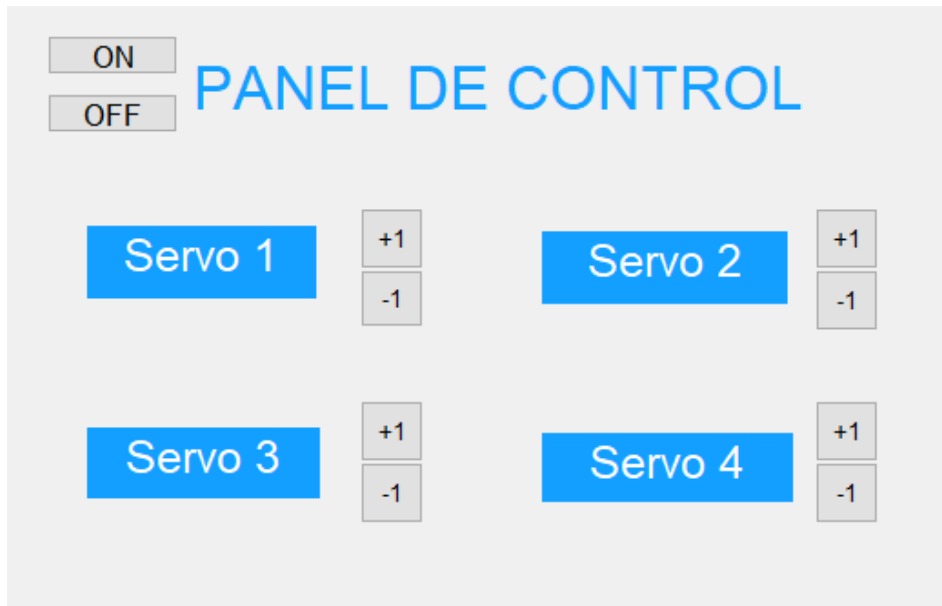 ON
OFF
PANEL DE CONTROL
Servo 1
+1
-1
Servo 2
+1
-1
Servo 3
+1
-1
Servo 4
+1
-1